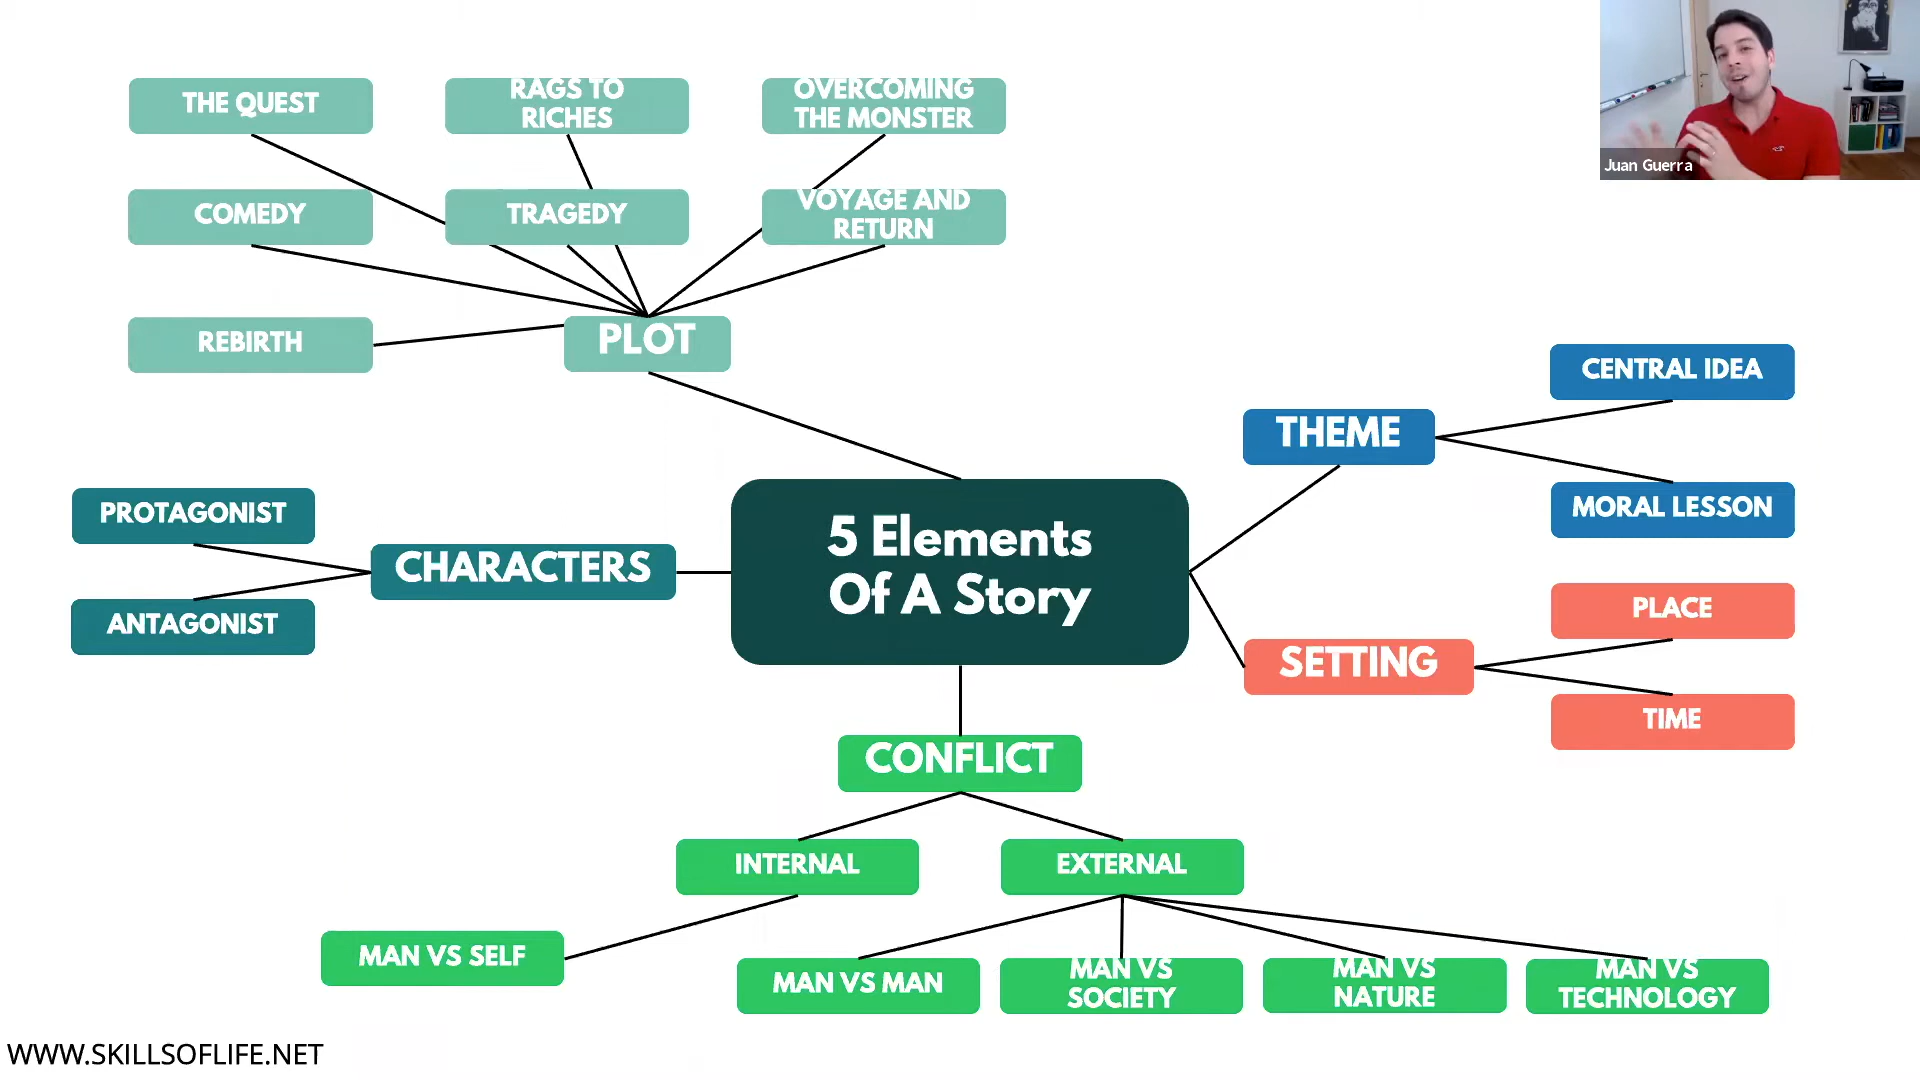 THE QUEST
RAGS TO
RICHES
OVERCOMING
THE MONSTER
COMEDY
TRAGEDY
VOYAGE AND
RETURN
REBIRTH
PLOT
Juan Guerra
CENTRAL IDEA
THEME
MORAL LESSON
PROTAGONIST
CHARACTERS
ANTAGONIST
5 Elements
Of A Story
PLACE
SETTING
TIME
CONFLICT
INTERNAL
EXTERNAL
MAN VS SELF
MAN VS MAN
MAN VS
SOCIETY
MAN VS
NATURE
MAN VS
TECHNOLOGY
WWW.SKILLSOFLIFE.NET